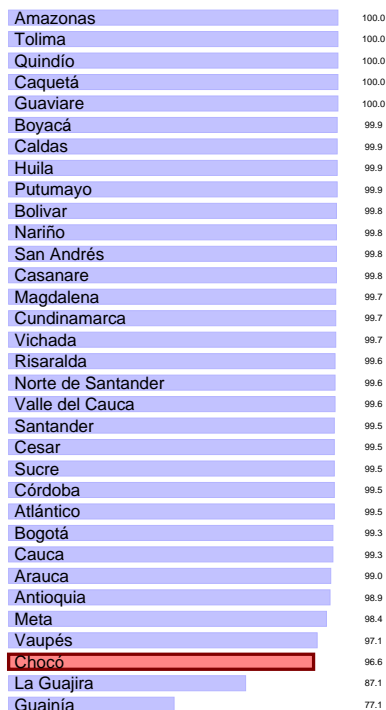 Amazonas 100.0
Tolima 100.0
Quindío 100.0
Caquetá 100.0
Guaviare 100.0
Boyacá 99.9
Caldas 99.9
Huila 99.9
Putumayo 99.9
Bolivar 99.8
Nariño 99.8
San Andrés 99.8
Casanare 99.8
Magdalena 99.7
Cundinamarca 99.7
Vichada 99.7
Risaralda 99.6
Norte de Santander 99.6
Valle del Cauca 99.6
Santander 99.5
Cesar 99.5
Sucre 99.5
Córdoba 99.5
Atlántico 99.5
Bogotá 99.3
Cauca 99.3
Arauca 99.0
Antioquia 98.9
Meta 98.4
Vaupés 97.1
Chocó 96.6
La Guajira 87.1
Guainía 77.1